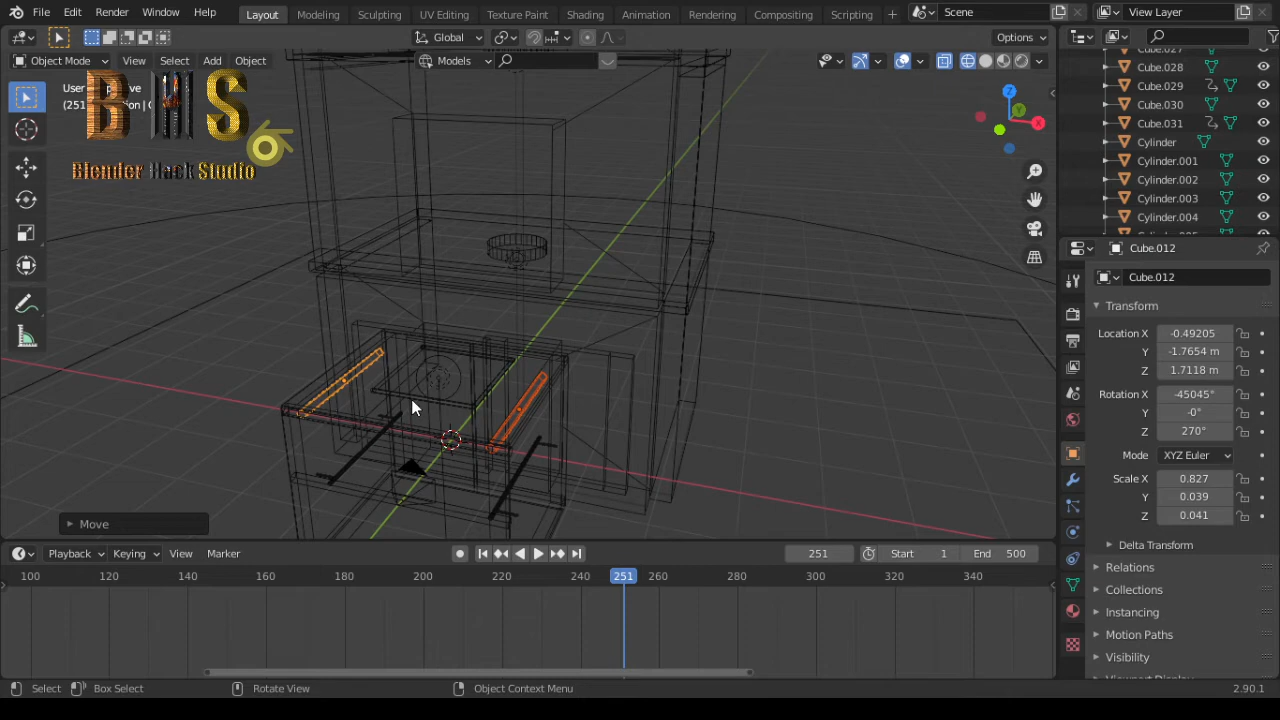 File Edit Render Window Help Layout Modeling Sculpting UV Editing Texture Paint Shading Animation Rendering Compositing Scripting + Scene View Layer
Global Options
Object Mode View Select Add Object Models
User
(251)
BHS
Blender Hack Studio
Z
Y
X
Cube.028
Cube.029
Cube.030
Cube.031
Cylinder
Cylinder.001
Cylinder.002
Cylinder.003
Cylinder.004
Cube.012
Cube.012
Transform
Location X -0.49205
Y -1.7654 m
Z 1.7118 m
Rotation X -45045°
Y -0°
Z 270°
Mode XYZ Euler
Scale X 0.827
Y 0.039
Z 0.041
Delta Transform
Relations
Collections
Instancing
Motion Paths
Visibility
Move
Playback Keying View Marker 251 Start 1 End 500
100 120 140 160 180 200 220 240 251 260 280 300 320 340
Select Box Select Rotate View Object Context Menu 2.90.1